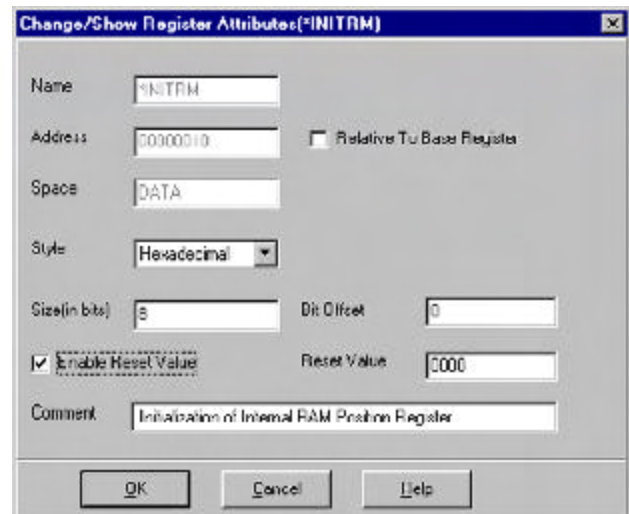 Change/Show Register Attributes(*INITRM)
Name *INITRM
Address 00000010 Relative To Base Register
Space DATA
Style Hexadecimal
Size(in bits) 8 Bit Offset 0
Enable Reset Value Reset Value 0000
Comment Initialization of Internal RAM Position Register
OK Cancel Help